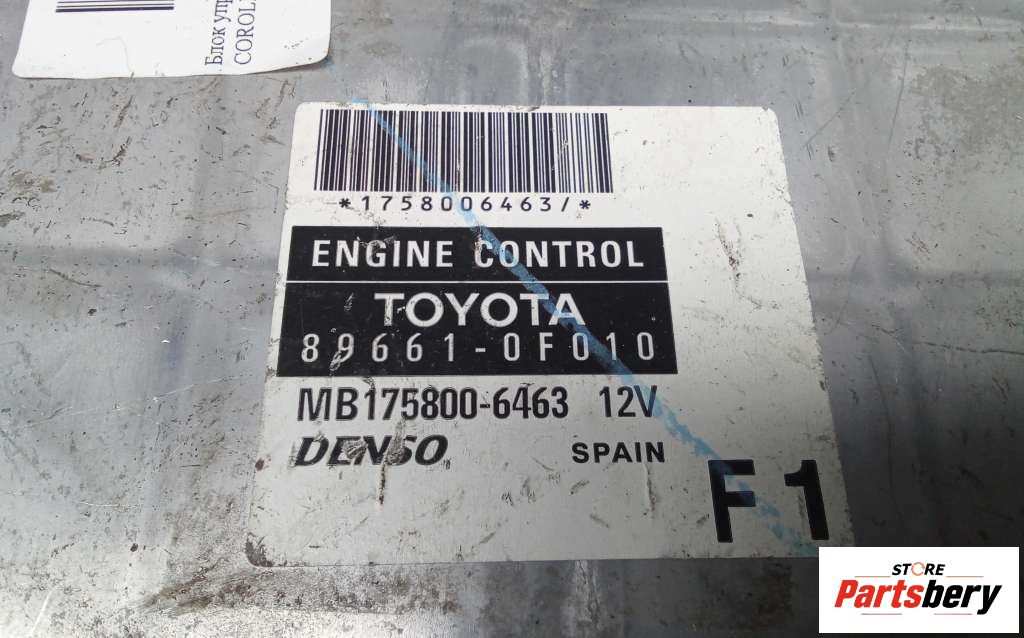 Блок упр
COROL
*1758006463/*
ENGINE CONTROL
TOYOTA
89661-0F010
MB175800-6463 12V
DENSO SPAIN
F1
STORE
Partsbery